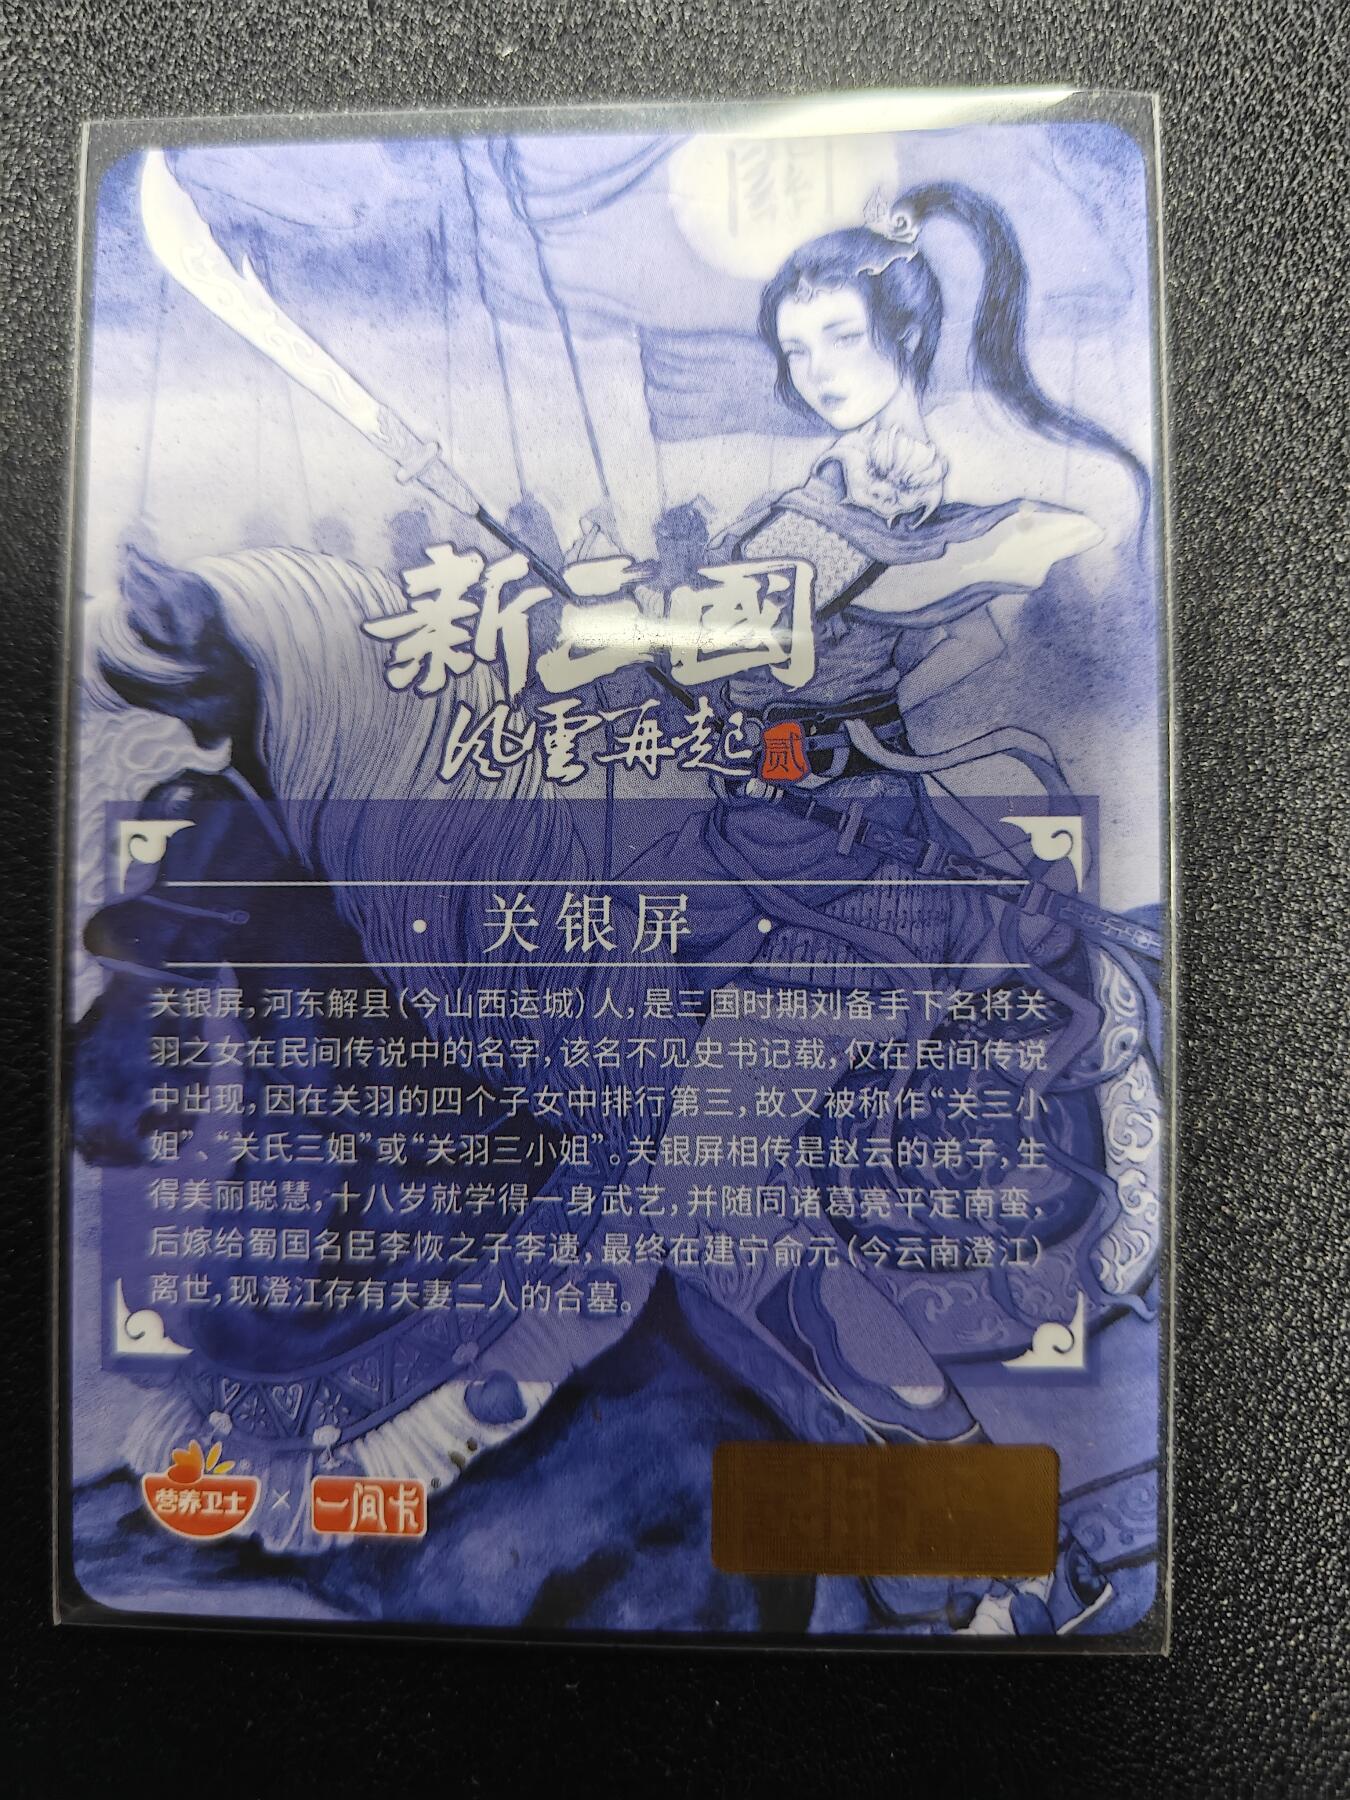 新三國
风雲再起 贰
· 关银屏 ·
关银屏，河东解县（今山西运城）人，是三国时期刘备手下名将关
羽之女在民间传说中的名字，该名不见史书记载，仅在民间传说
中出现，因在关羽的四个子女中排行第三，故又被称作“关三小
姐”、“关氏三姐”或“关羽三小姐”。关银屏相传是赵云的弟子，生
得美丽聪慧，十八岁就学得一身武艺，并随同诸葛亮平定南蛮，
后嫁给蜀国名臣李恢之子李遗，最终在建宁俞元（今云南澄江）
离世，现澄江存有夫妻二人的合墓。
营养卫士® × 一间卡®